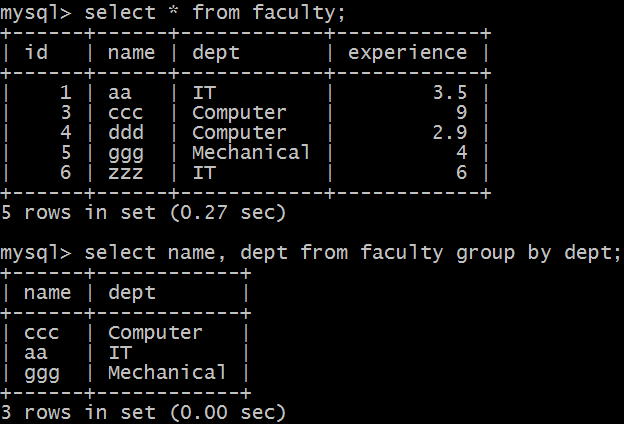 mysql> select * from faculty;
+------+------+------------+------------+
| id   | name | dept       | experience |
+------+------+------------+------------+
|    1 | aa   | IT         |        3.5 |
|    3 | ccc  | Computer   |          9 |
|    4 | ddd  | Computer   |        2.9 |
|    5 | ggg  | Mechanical |          4 |
|    6 | zzz  | IT         |          6 |
+------+------+------------+------------+
5 rows in set (0.27 sec)

mysql> select name, dept from faculty group by dept;
+------+------------+
| name | dept       |
+------+------------+
| ccc  | Computer   |
| aa   | IT         |
| ggg  | Mechanical |
+------+------------+
3 rows in set (0.00 sec)